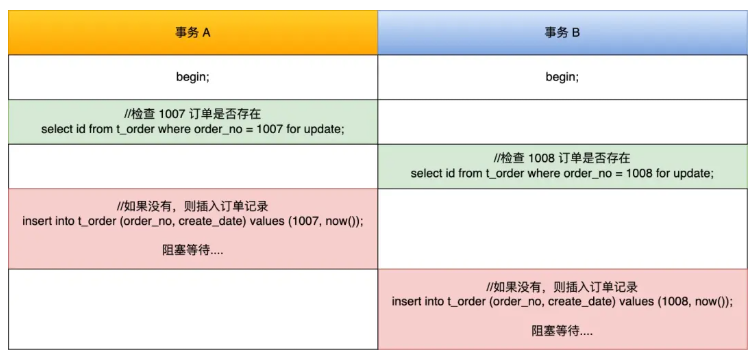 事务 A
事务 B
begin;
begin;
//检查 1007 订单是否存在
select id from t_order where order_no = 1007 for update;
//检查 1008 订单是否存在
select id from t_order where order_no = 1008 for update;
//如果没有，则插入订单记录
insert into t_order (order_no, create_date) values (1007, now());
阻塞等待....
//如果没有，则插入订单记录
insert into t_order (order_no, create_date) values (1008, now());
阻塞等待....